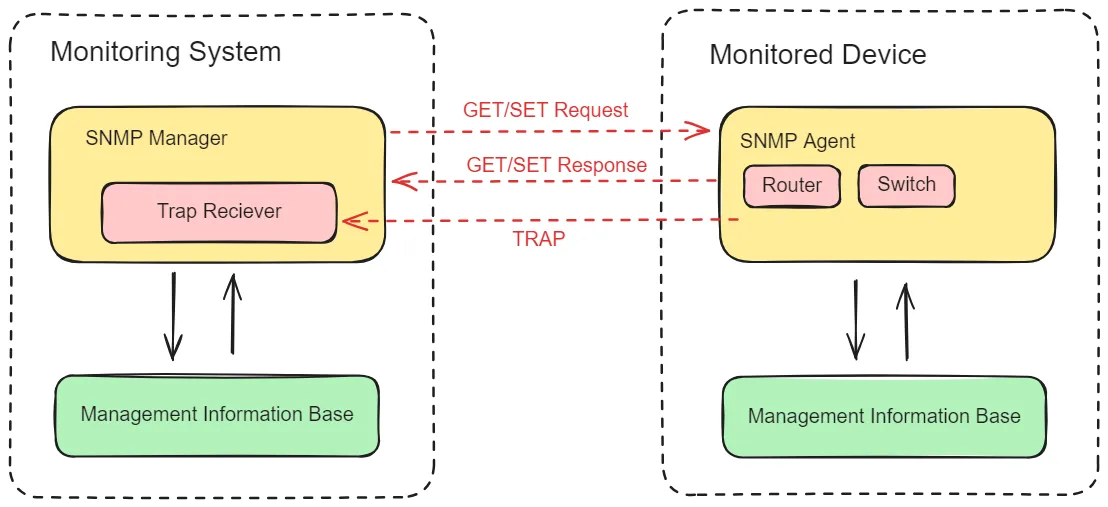 Monitoring System
Monitored Device
SNMP Manager
Trap Reciever
GET/SET Request
GET/SET Response
TRAP
SNMP Agent
Router
Switch
Management Information Base
Management Information Base